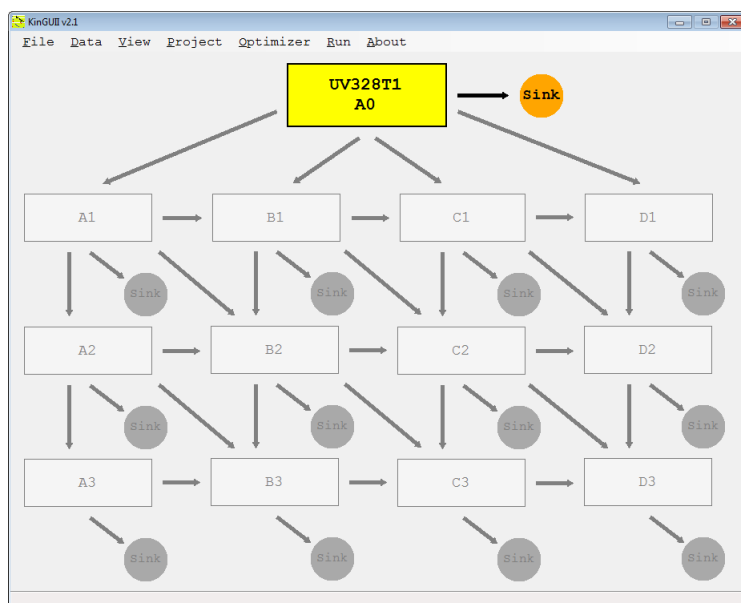 KinGUII v2.1
File Data View Project Optimizer Run About
UV328T1
A0
Sink
A1 B1 C1 D1
Sink Sink Sink Sink
A2 B2 C2 D2
Sink Sink Sink Sink
A3 B3 C3 D3
Sink Sink Sink Sink